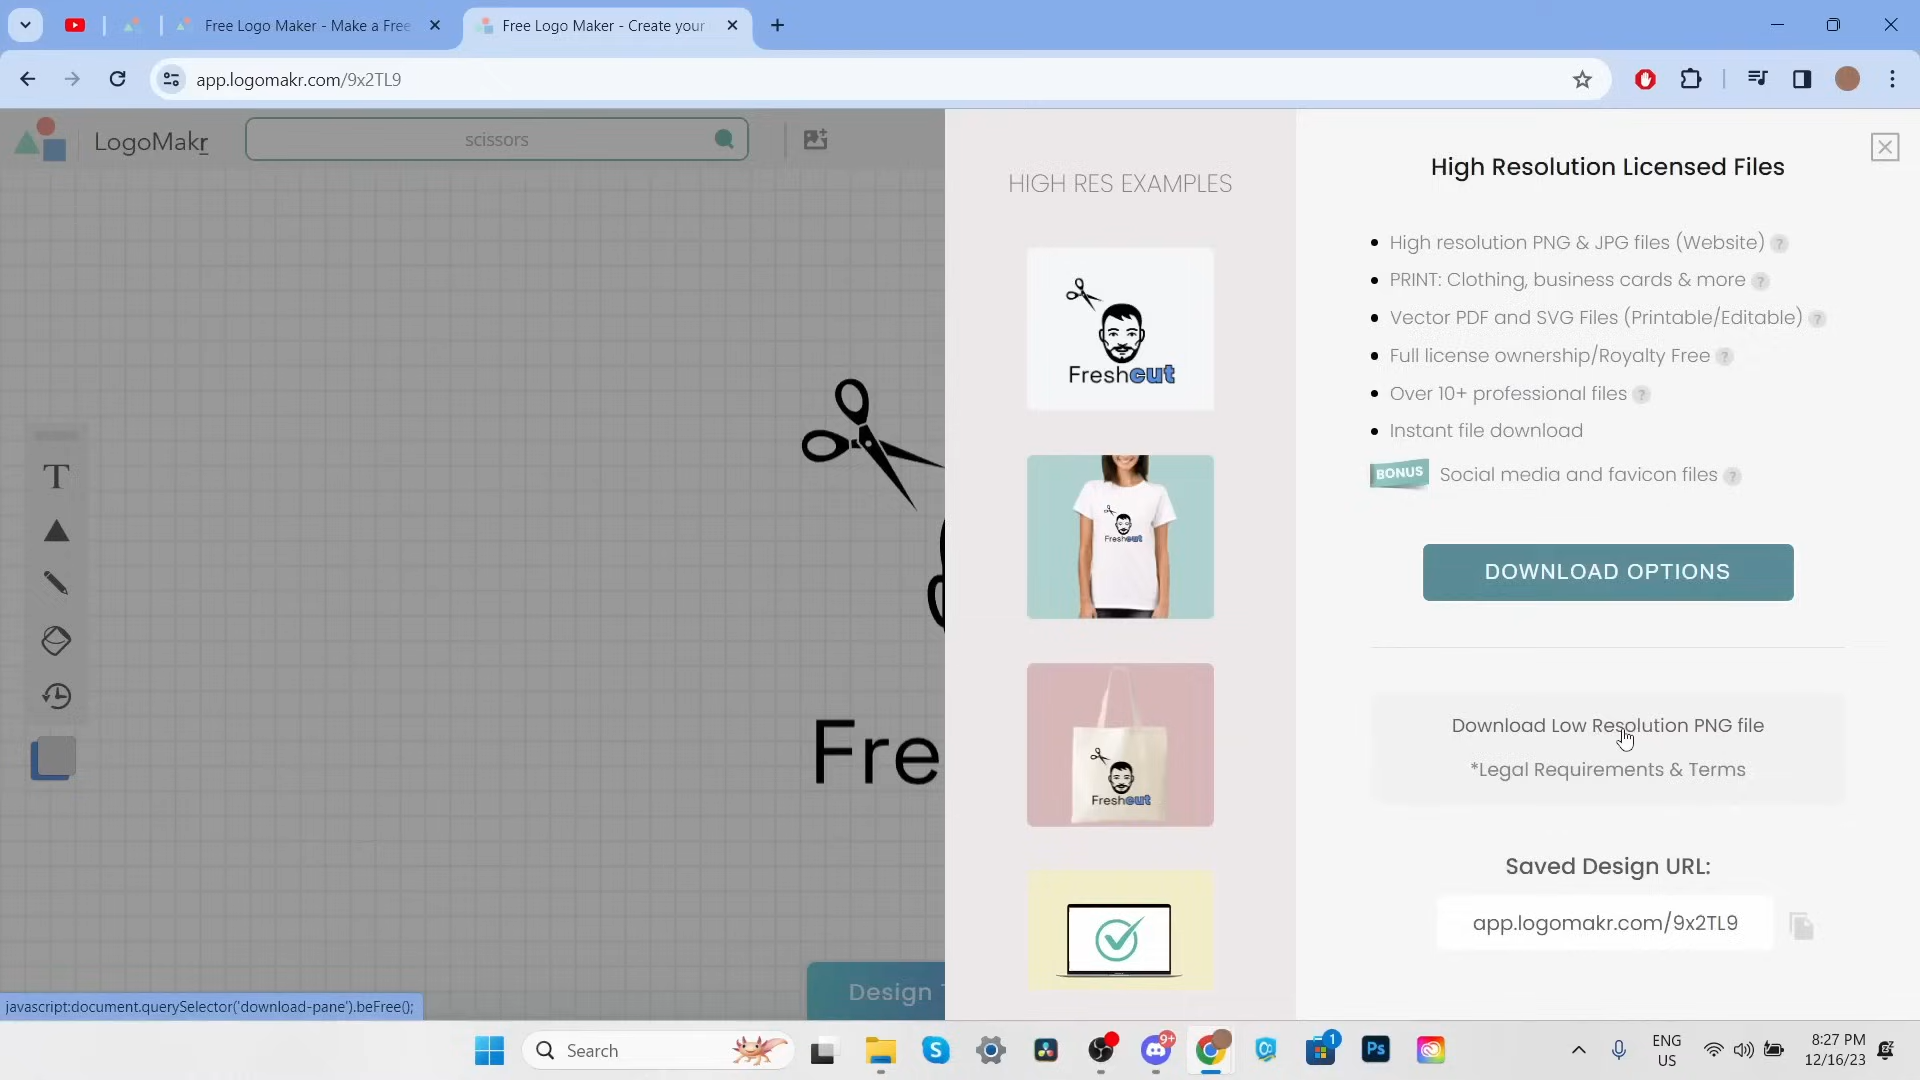 Free Logo Maker - Make a Free
Free Logo Maker - Create your
app.logomakr.com/9x2TL9
LogoMakr
scissors
HIGH RES EXAMPLES
Freshcut
Freshcut
Freshcut
High Resolution Licensed Files
High resolution PNG & JPG files (Website) ?
PRINT: Clothing, business cards & more ?
Vector PDF and SVG Files (Printable/Editable) ?
Full license ownership/Royalty Free ?
Over 10+ professional files ?
Instant file download
BONUS Social media and favicon files ?
DOWNLOAD OPTIONS
Download Low Resolution PNG file
*Legal Requirements & Terms
Saved Design URL:
app.logomakr.com/9x2TL9
T
Fre
Design T
javascript:document.querySelector('download-pane').beFree();
Search
S
9+
1
Ps
ENG
US
8:27 PM
12/16/23